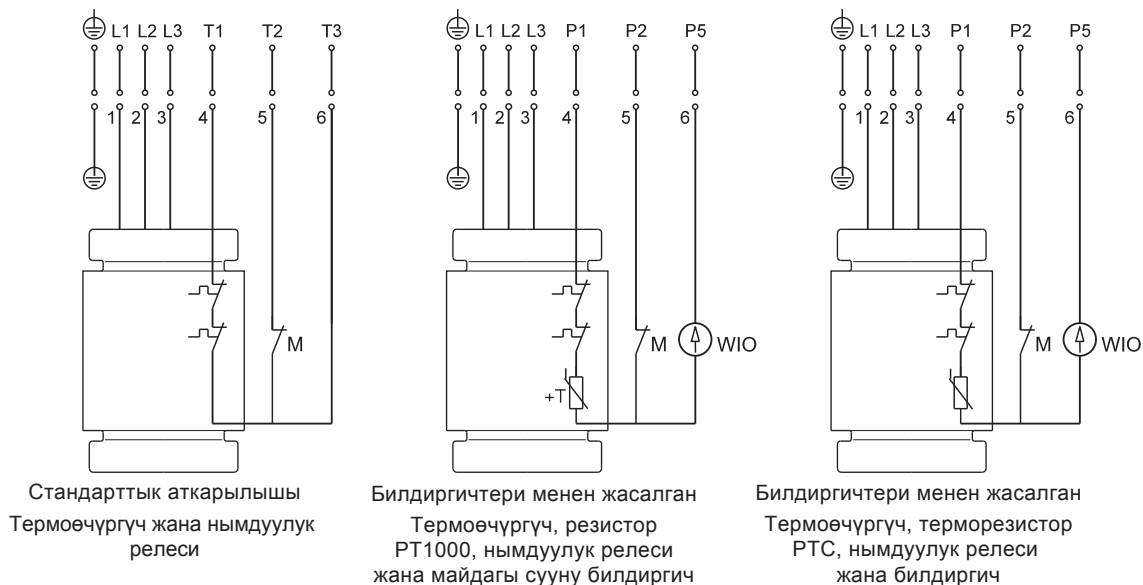 L1 L2 L3 T1 T2 T3
1 2 3 4 5 6
M
Стандарттык аткарылышы
Термоөчүргүч жана нымдуулук
релеси
L1 L2 L3 P1 P2 P5
1 2 3 4 5 6
M WIO
+T
Билдиргичтери менен жасалган
Термоөчүргүч, резистор
PT1000, нымдуулук релеси
жана майдагы сууну билдиргич
L1 L2 L3 P1 P2 P5
1 2 3 4 5 6
M WIO
Билдиргичтери менен жасалган
Термоөчүргүч, терморезистор
PTC, нымдуулук релеси
жана билдиргич